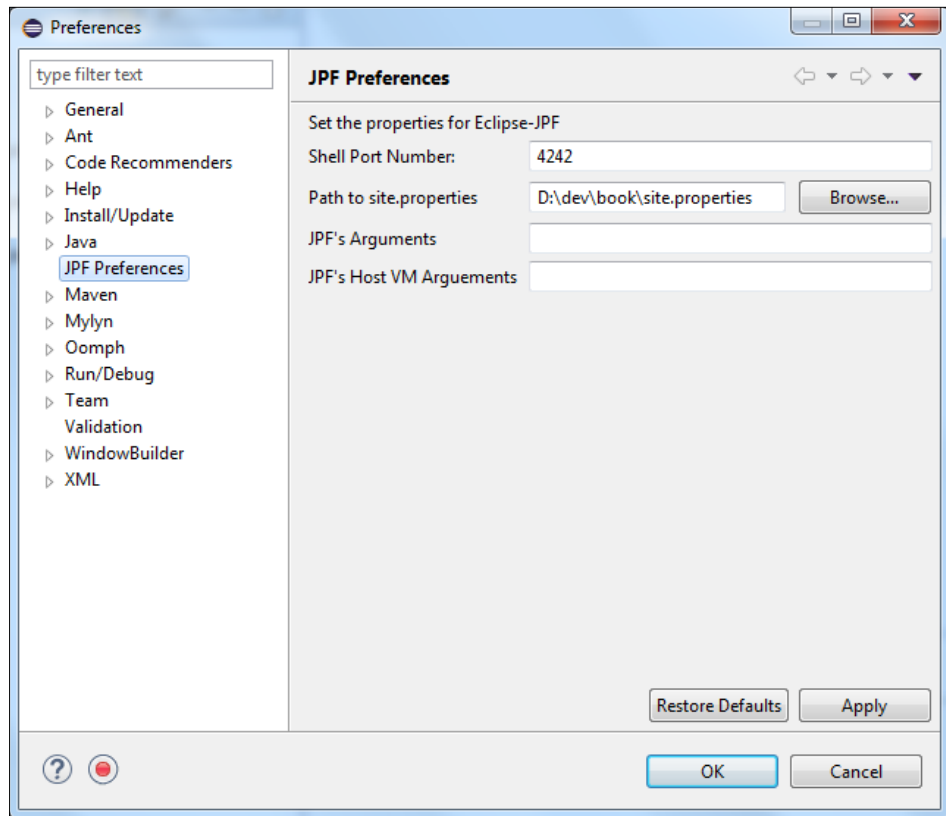 Preferences
type filter text
General
Ant
Code Recommenders
Help
Install/Update
Java
JPF Preferences
Maven
Mylyn
Oomph
Run/Debug
Team
Validation
WindowBuilder
XML
JPF Preferences
Set the properties for Eclipse-JPF
Shell Port Number: 4242
Path to site.properties D:\dev\book\site.properties Browse...
JPF's Arguments
JPF's Host VM Arguements
Restore Defaults Apply
? OK Cancel